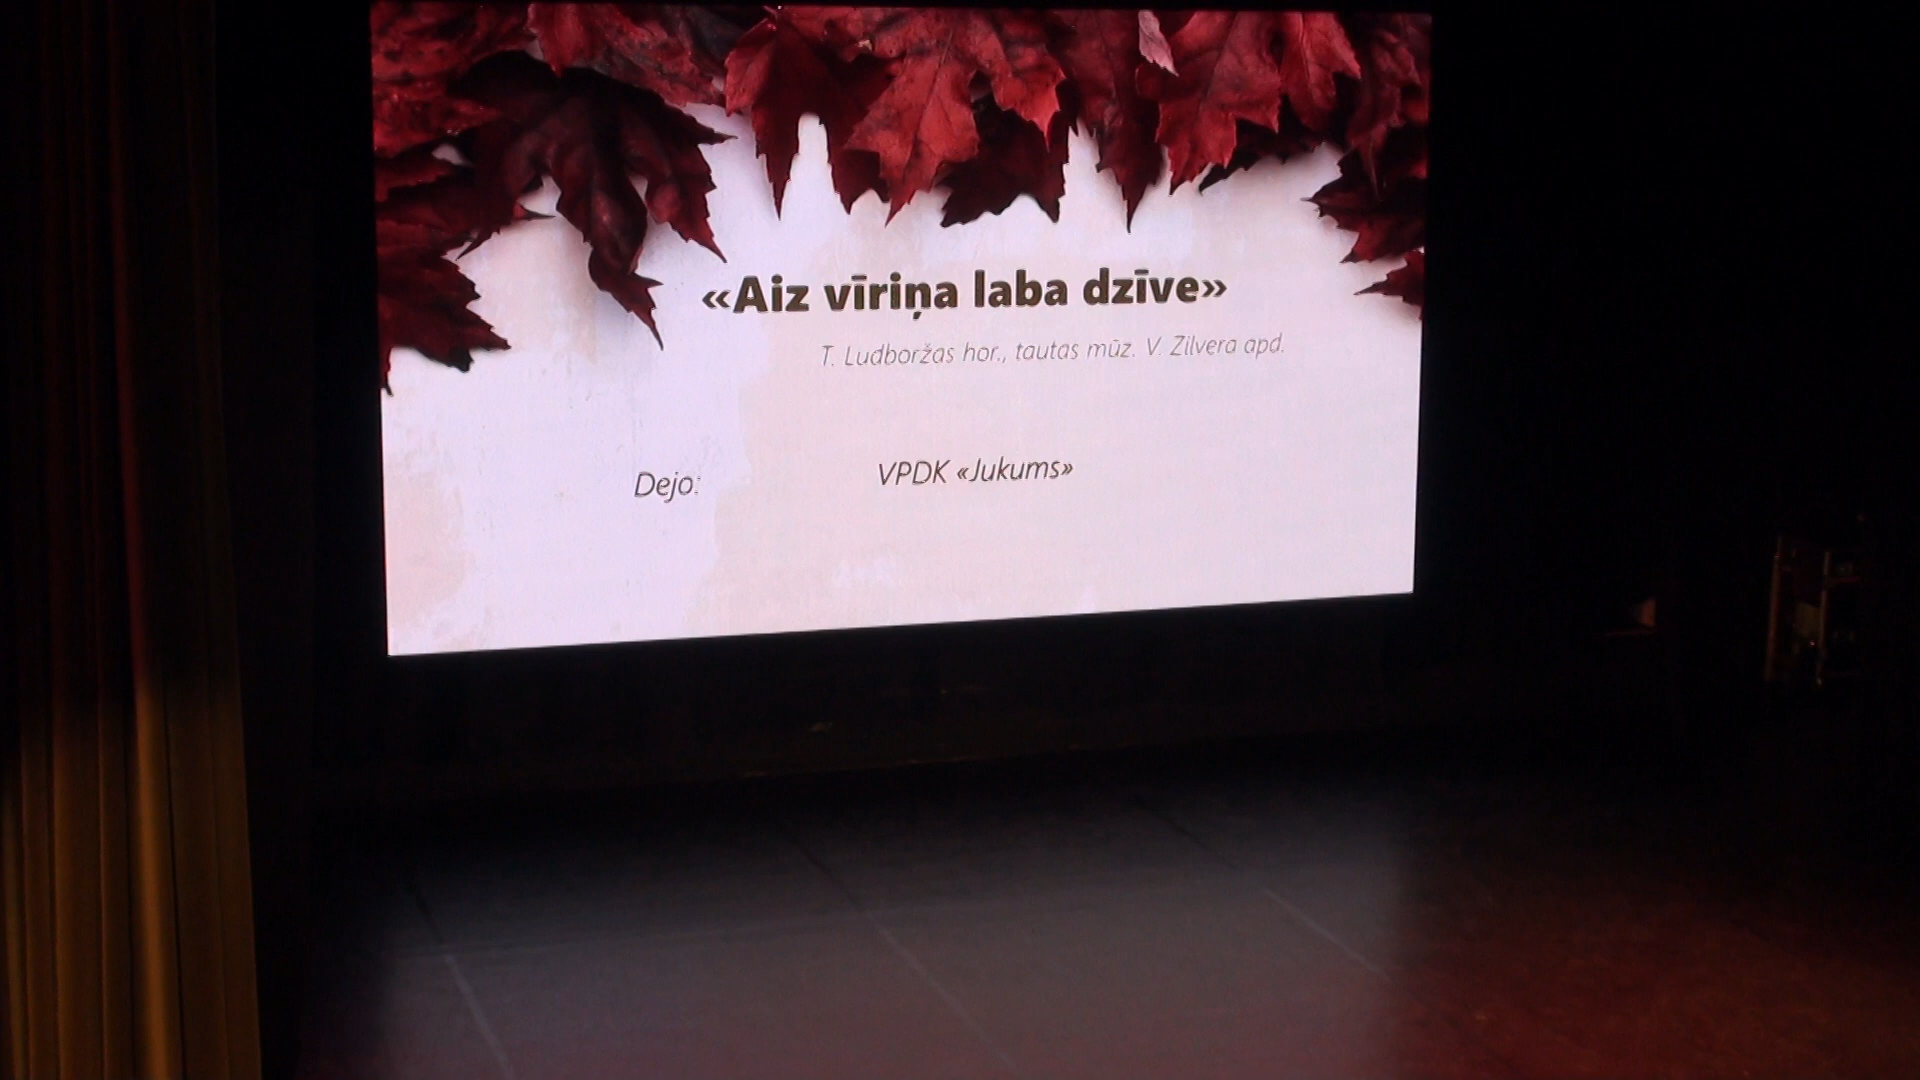 «Aiz vīriņa laba dzīve»
T. Ludboržas hor., tautas mūz. V. Zilvera apd.
Dejo: VPDK «Jukums»